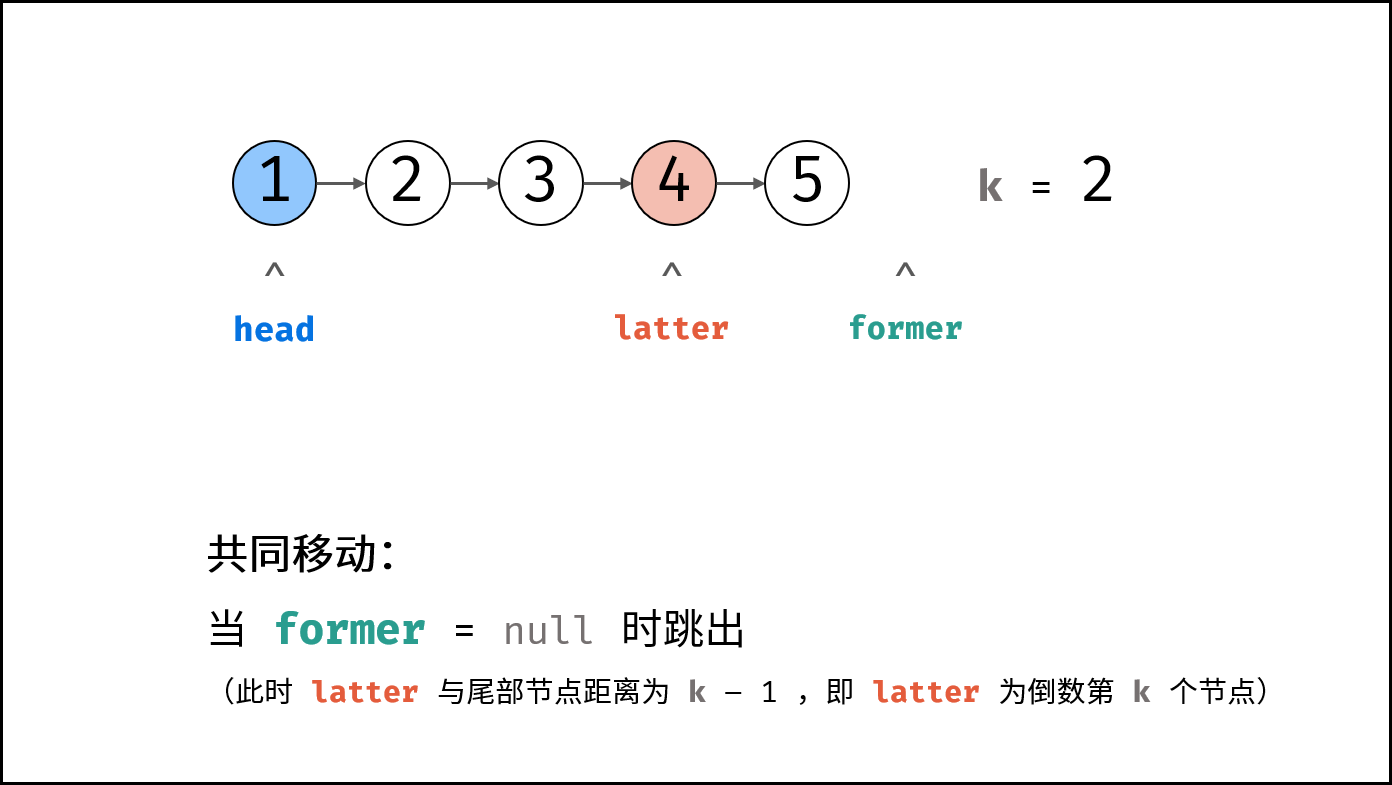 1 2 3 4 5 k = 2
^ ^ ^
head latter former
共同移动：
当 former = null 时跳出
（此时 latter 与尾部节点距离为 k – 1 ，即 latter 为倒数第 k 个节点）